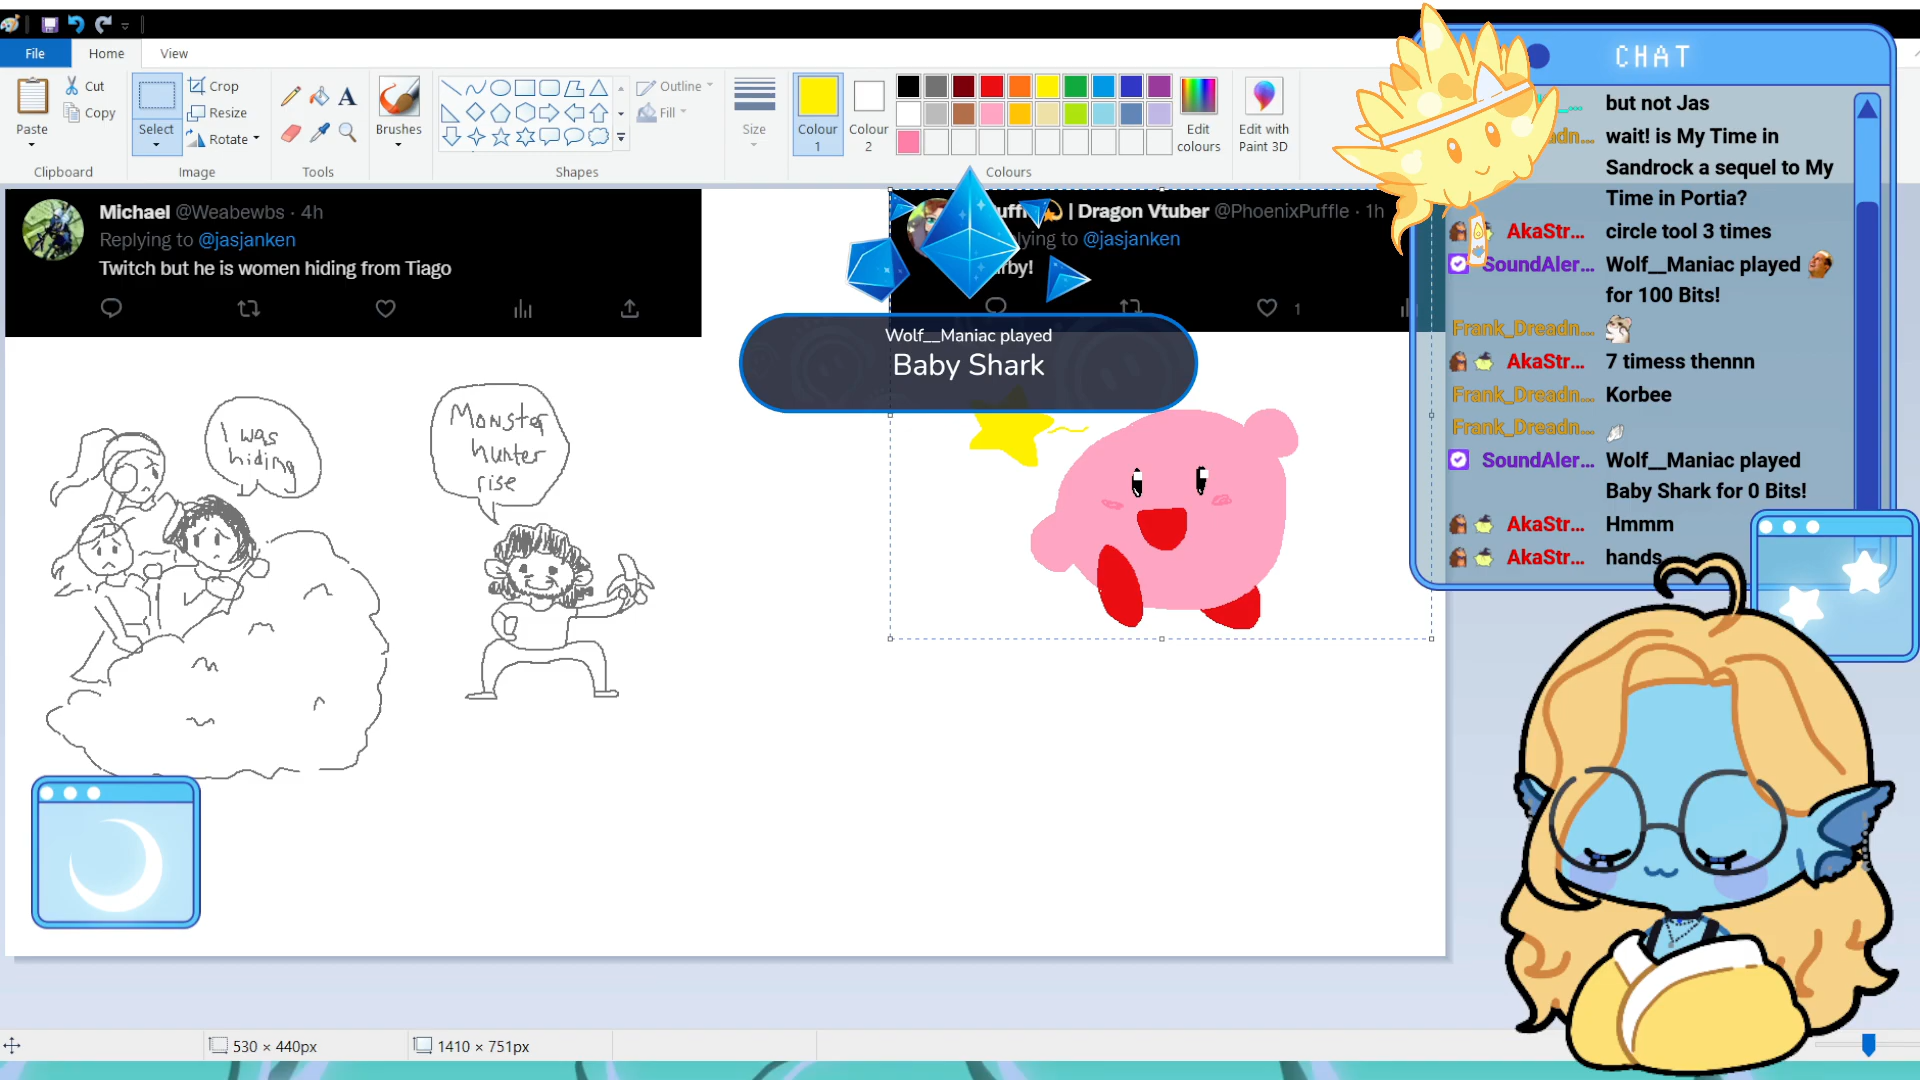 File
Home
View
Paste
Cut
Copy
Clipboard
Select
Crop
Resize
Rotate
Image
A
Tools
Brushes
Shapes
Outline
Fill
Size
Colour
1
Colour
2
Colours
Edit
colours
Edit with
Paint 3D
Michael @Weabewbs · 4h
Replying to @jasjanken
Twitch but he is women hiding from Tiago
| Dragon Vtuber @PhoenixPuffle · 1h
@jasjanken
1
Wolf__Maniac played
Baby Shark
I was
hiding
Monster
hunter
rise
CHAT
but not Jas
wait! is My Time in
Sandrock a sequel to My
Time in Portia?
AkaStr... circle tool 3 times
SoundAler... Wolf__Maniac played
for 100 Bits!
Frank_Dreadn...
AkaStr... 7 timess thennn
Frank_Dreadn... Korbee
Frank_Dreadn...
SoundAler... Wolf__Maniac played
Baby Shark for 0 Bits!
AkaStr... Hmmm
AkaStr... hands
530 × 440px
1410 × 751px